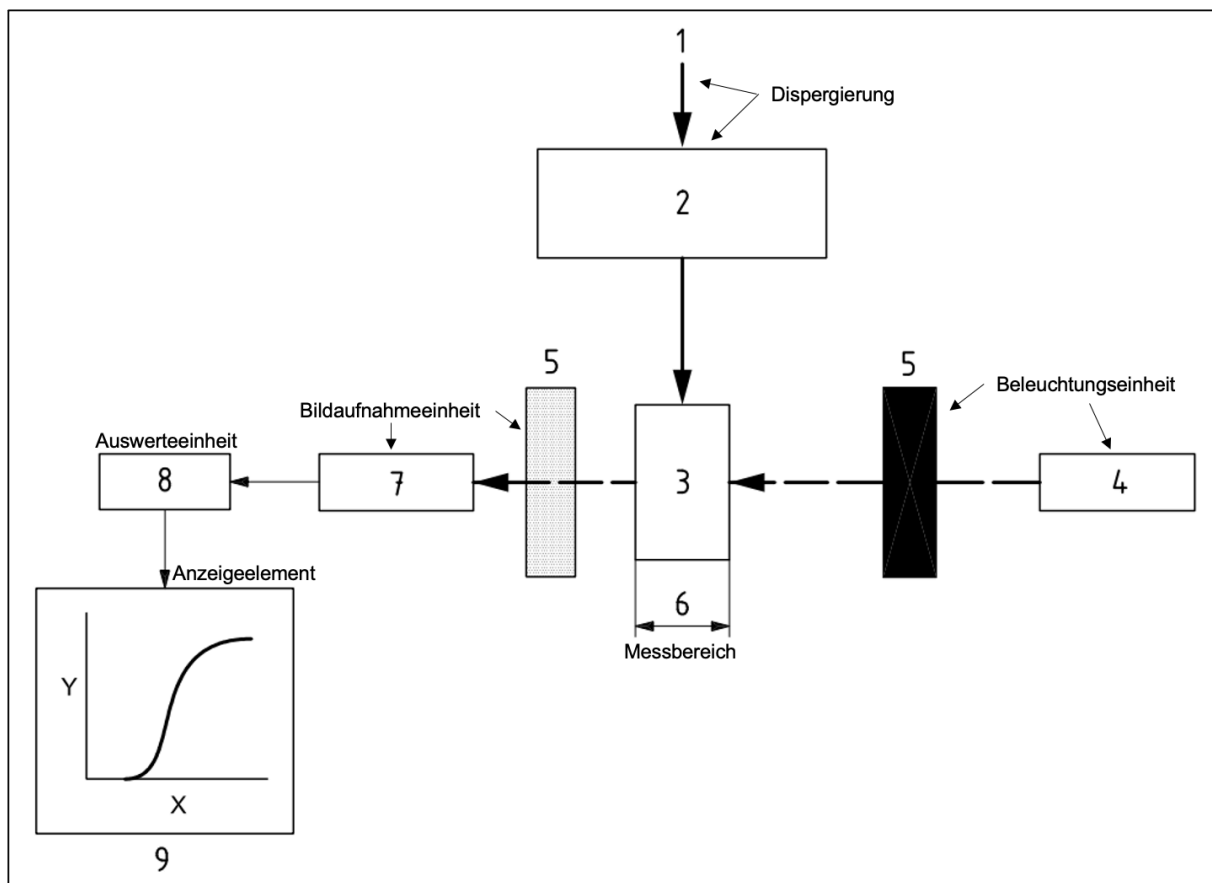 1
Dispergierung
2
5
5
Beleuchtungseinheit
Bildaufnahmeeinheit
Auswerteeinheit
8
7
3
4
Anzeigeelement
6
Messbereich
Y
X
9